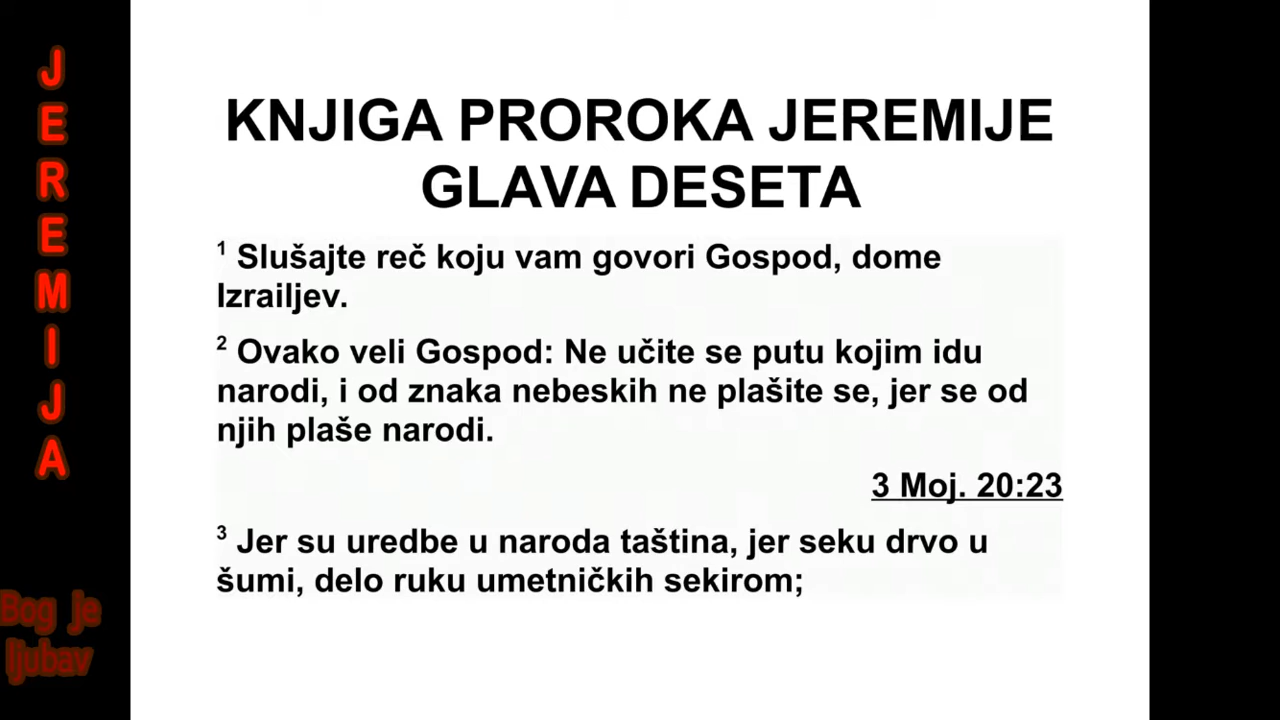 JEREMIJA
Bog je
ljubav
KNJIGA PROROKA JEREMIJE
GLAVA DESETA
1 Slušajte reč koju vam govori Gospod, dome
Izrailjev.
2 Ovako veli Gospod: Ne učite se putu kojim idu
narodi, i od znaka nebeskih ne plašite se, jer se od
njih plaše narodi.
3 Moj. 20:23
3 Jer su uredbe u naroda taština, jer seku drvo u
šumi, delo ruku umetničkih sekirom;